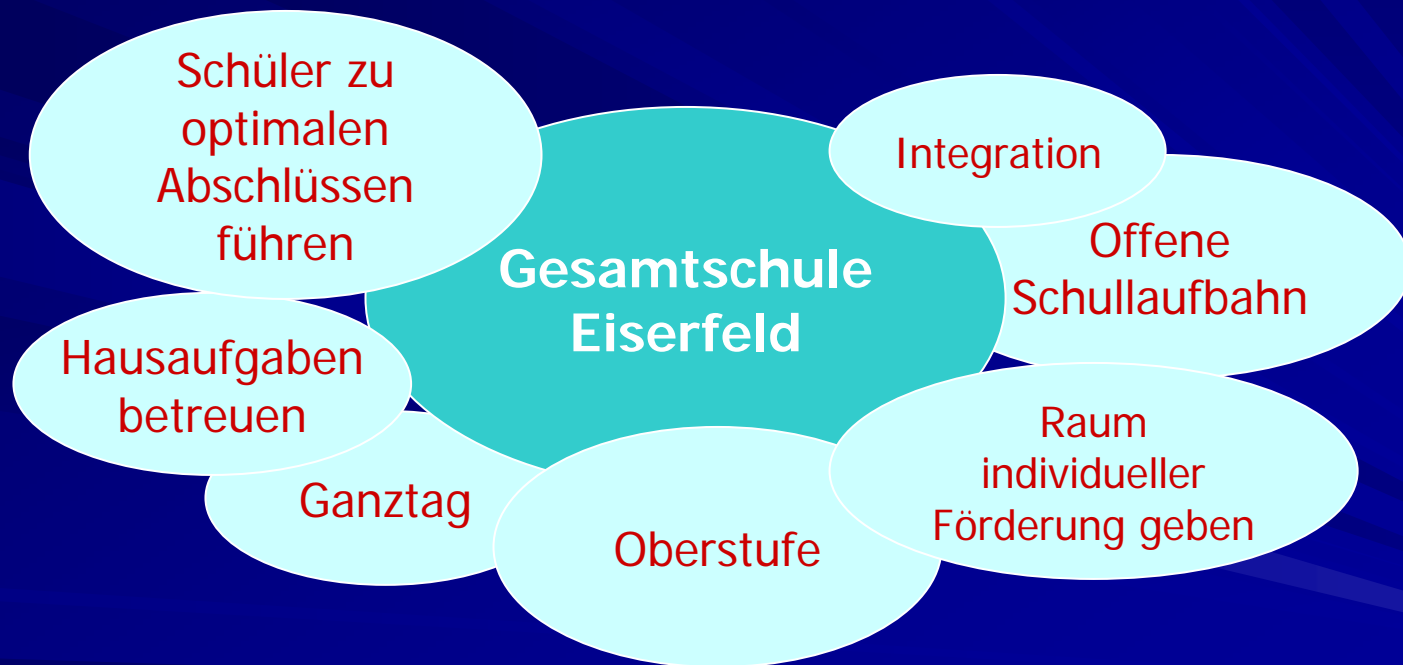 Schüler zu
optimalen
Abschlüssen
führen
Integration
Offene
Schullaufbahn
Gesamtschule
Eiserfeld
Hausaufgaben
betreuen
Raum
individueller
Förderung geben
Ganztag
Oberstufe